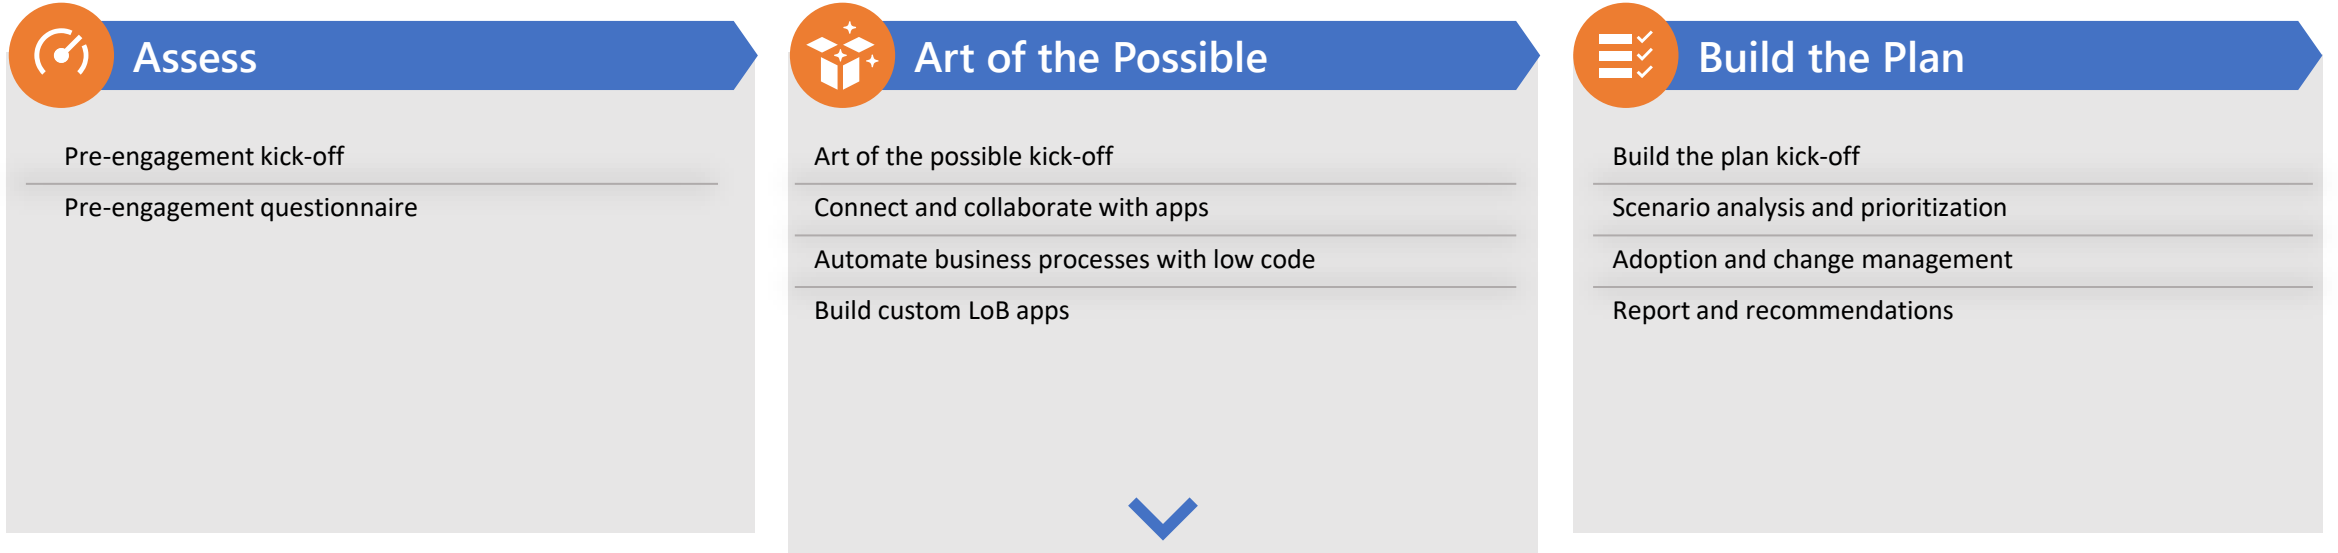 Assess
Pre-engagement kick-off
Pre-engagement questionnaire
Art of the Possible
Art of the possible kick-off
Connect and collaborate with apps
Automate business processes with low code
Build custom LoB apps
Build the Plan
Build the plan kick-off
Scenario analysis and prioritization
Adoption and change management
Report and recommendations